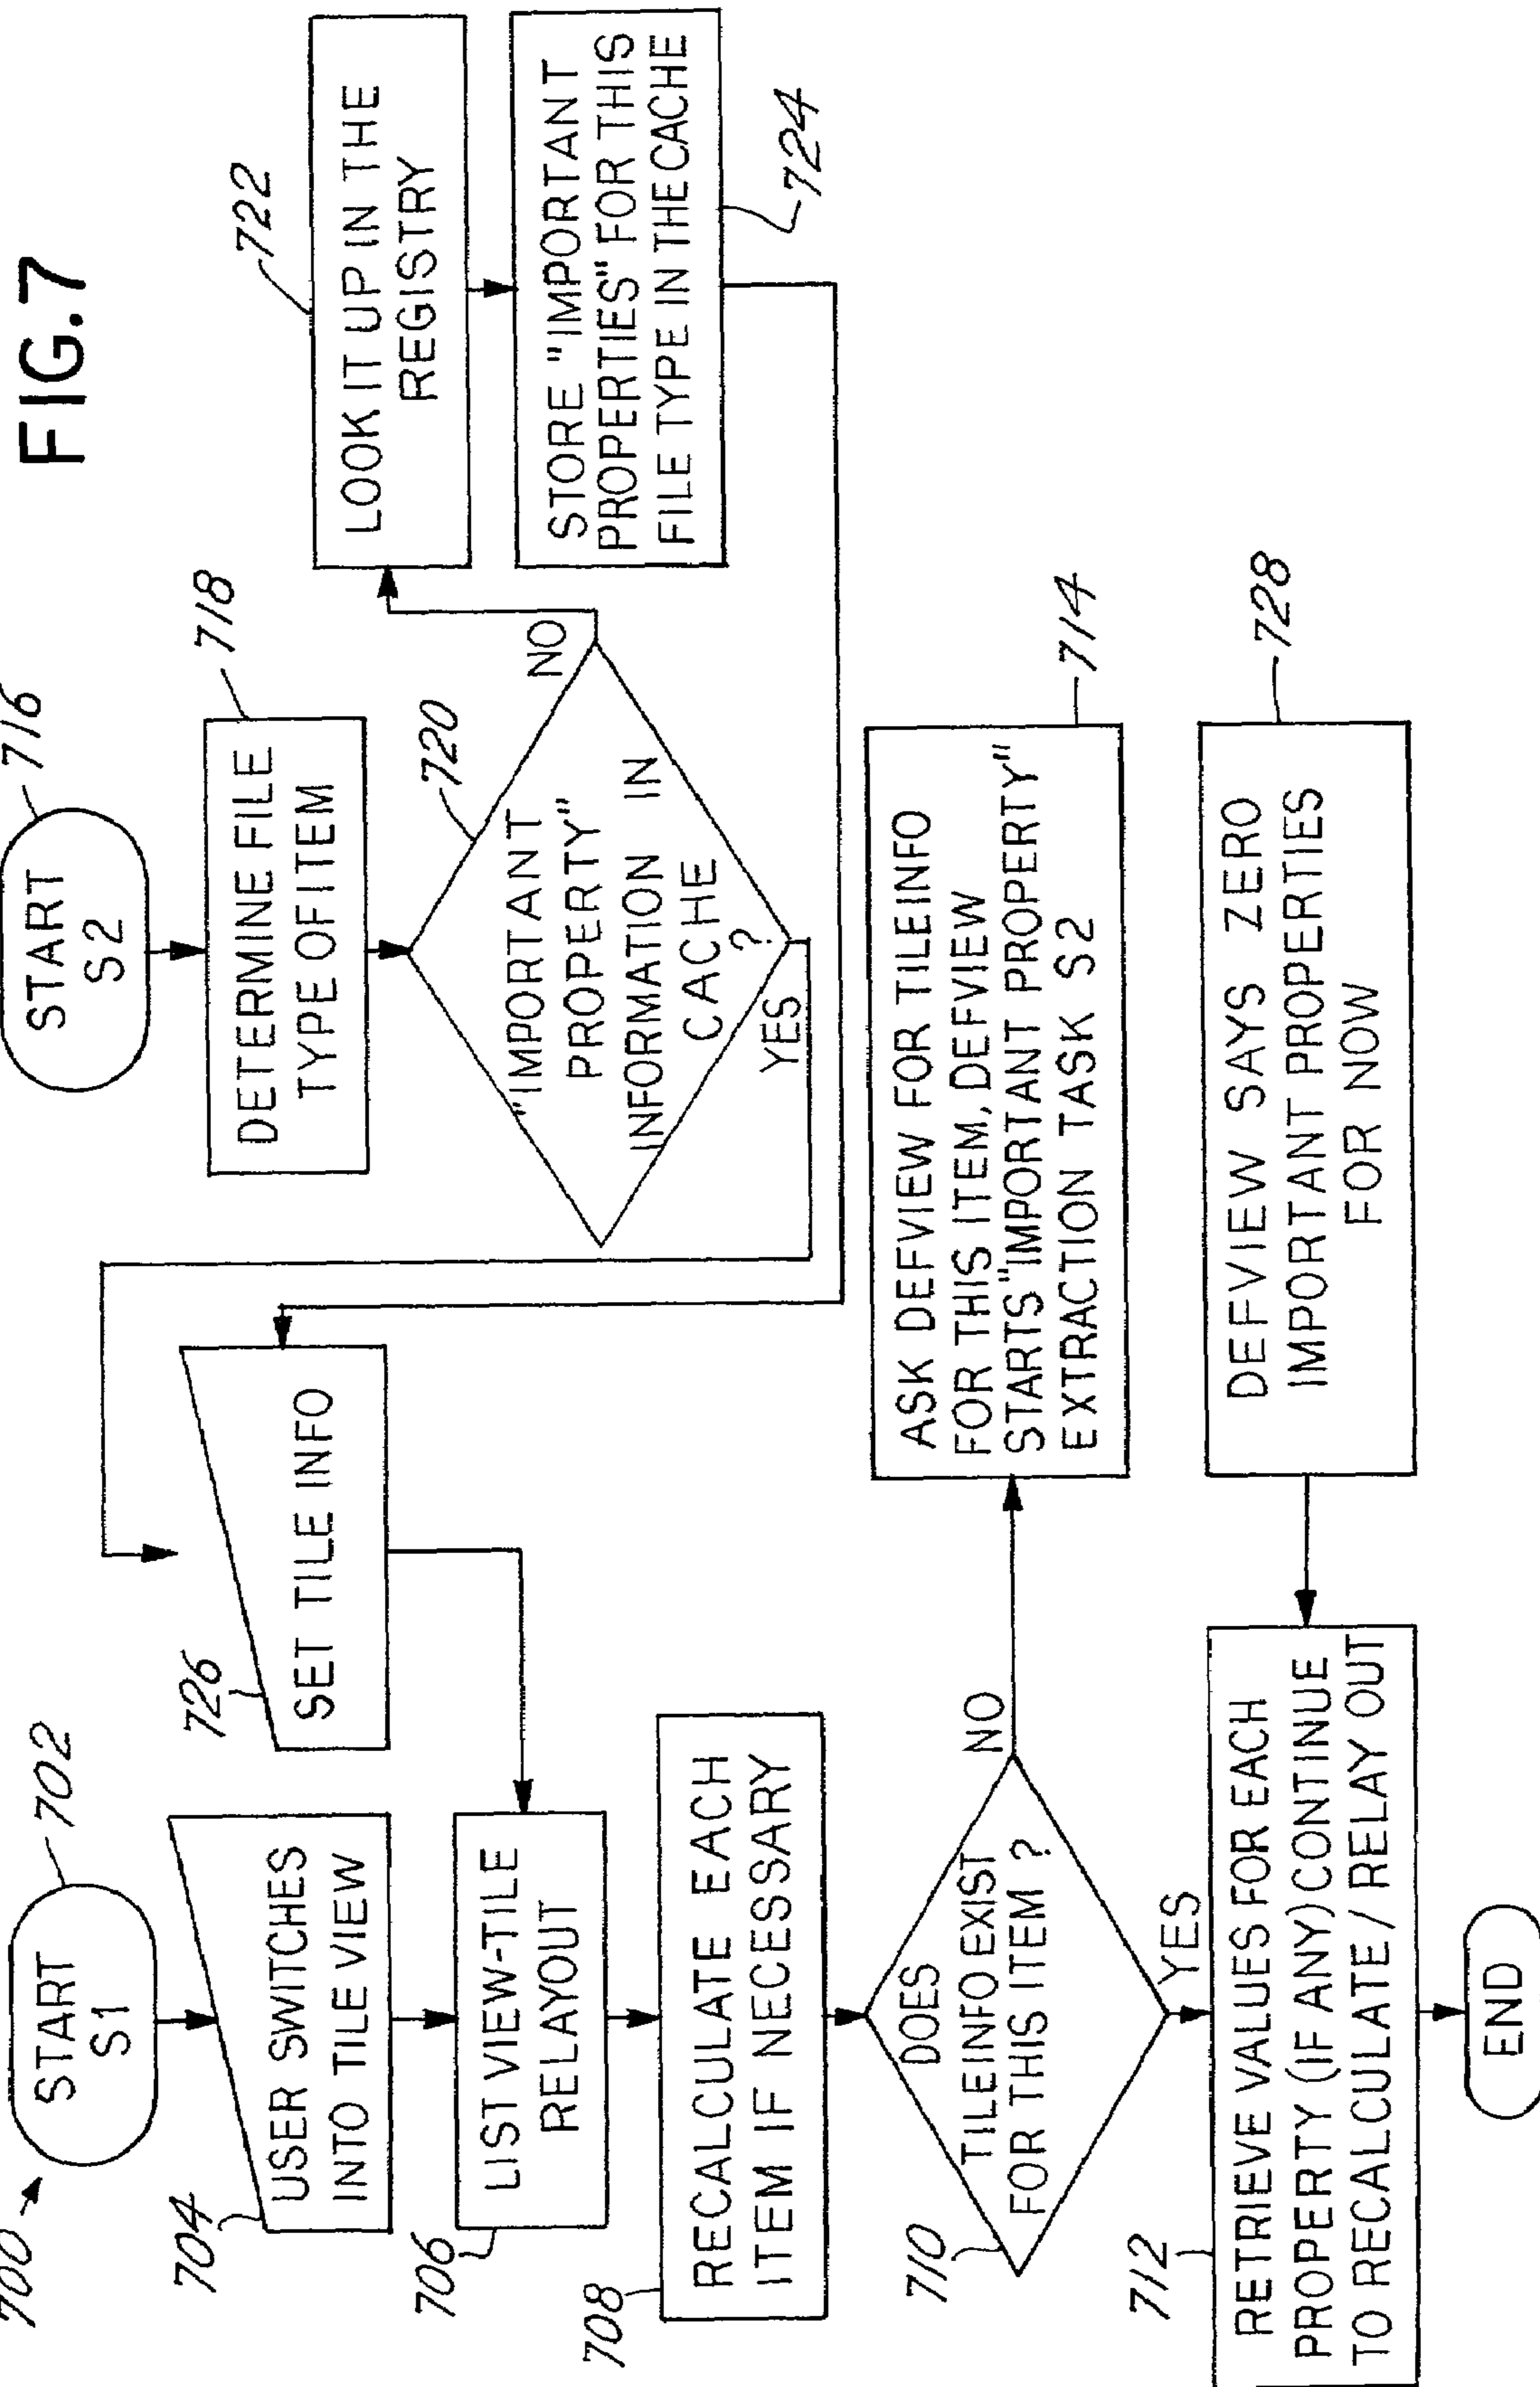 FIG.7
700
START
S1
702
704
USER SWITCHES
INTO TILE VIEW
706
LIST VIEW-TILE
RELAYOUT
708
RECALCULATE EACH
ITEM IF NECESSARY
710
DOES
TILEINFO EXIST
FOR THIS ITEM ?
NO
YES
712
RETRIEVE VALUES FOR EACH
PROPERTY (IF ANY) CONTINUE
TO RECALCULATE / RELAY OUT
END
726
SET TILE INFO
START
S2
716
DETERMINE FILE
TYPE OF ITEM
718
720
"IMPORTANT
PROPERTY"
INFORMATION IN
CACHE
?
NO
YES
722
LOOK IT UP IN THE
REGISTRY
STORE "IMPORTANT
PROPERTIES" FOR THIS
FILE TYPE IN THE CACHE
724
ASK DEFVIEW FOR TILEINFO
FOR THIS ITEM, DEFVIEW
STARTS "IMPORTANT PROPERTY"
EXTRACTION TASK S2
714
DEFVIEW SAYS ZERO
IMPORTANT PROPERTIES
FOR NOW
728